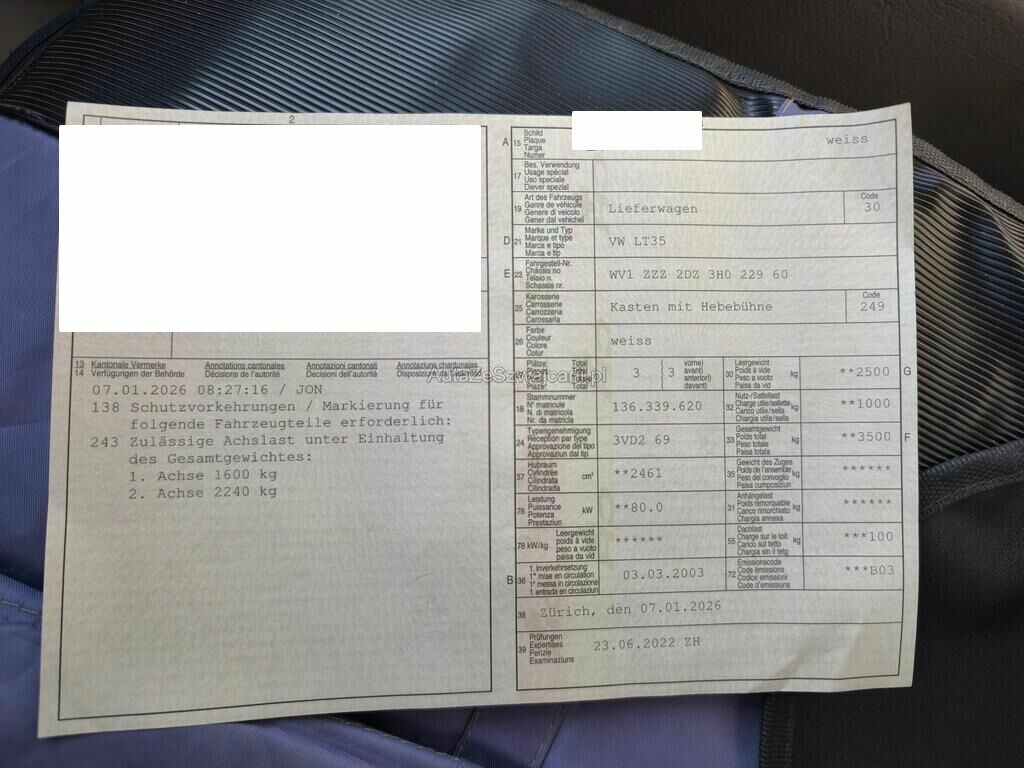 2
A 15 Schild
Plaque
Targa
Numer
weiss
17 Bes. Verwendung
Usage spécial
Uso speciale
Diever spezial
19 Art des Fahrzeugs
Genre de véhicule
Genere di veicolo
Gener dal vehichel
Lieferwagen
Code
30
D 21 Marke und Typ
Marque et type
Marca e tipo
Marca e tip
VW LT35
E 23 Fahrgestell-Nr.
Châssis no
Telaio n.
Schassis nr.
WV1 ZZZ 2DZ 3H0 229 60
25 Karosserie
Carrosserie
Carrozzeria
Carossaria
Kasten mit Hebebühne
Code
249
26 Farbe
Couleur
Colore
Colur
weiss
13 Kantonale Vermerke Annotations cantonales Annotazioni cantonali Annotaziuns chantunalas
14 Verfügungen der Behörde Décisions de l'autorité Decisioni dell'autorità
07.01.2026 08:27:16 / JON
138 Schutzvorkehrungen / Markierung für
folgende Fahrzeugteile erforderlich:
243 Zulässige Achslast unter Einhaltung
des Gesamtgewichtes:
1. Achse 1600 kg
2. Achse 2240 kg
Plätze Total
Total
Totale
Plazs Total
3 ( 3 vorne)
avant)
anteriori)
davant)
30 Leergewicht
Poids à vide
Peso a vuoto
Paisa da vid
kg
**2500 G
AutaZeSzwajcarii.pl
18 Stammnummer
N° matricule
N. di matricola
Nr. da matricla
136.339.620
32 Nutz-/Sattellast
Charge utile/sellette
Carico utile/sella
Chargia utila/sella
kg
**1000
24 Typengenehmigung
Réception par type
Approvazione del tipo
Approvaziun dal tip
3VD2 69
33 Gesamtgewicht
Poids total
Peso totale
Paisa totala
kg
**3500 F
37 Hubraum
Cylindrée
Cilindrata
Cilindrada
cm³
**2461
35 Gewicht des Zuges
Poids de l'ensemble
Peso del convoglio
Paisa cumposiziun
kg
******
76 Leistung
Puissance
Potenza
Prestaziun
kW
**80.0
31 Anhängelast
Poids remorquable
Carico rimorchiato
Chargia annexa
kg
******
78 kW/kg Leergewicht
poids à vide
peso a vuoto
paisa da vid
******
55 Dachlast
Charge sur le toit
Carico sul tetto
Chargia sin il tetg
kg
***100
B 36 1. Inverkehrsetzung
1re mise en circulation
1a messa in circolazione
1. entrada en circulaziun
03.03.2003
72 Emissionscode
Code émissions
Codice emissioni
Code d'emissiuns
***B03
38 Zürich, den 07.01.2026
39 Prüfungen
Expertises
Perizie
Examinaziuns
23.06.2022 ZH